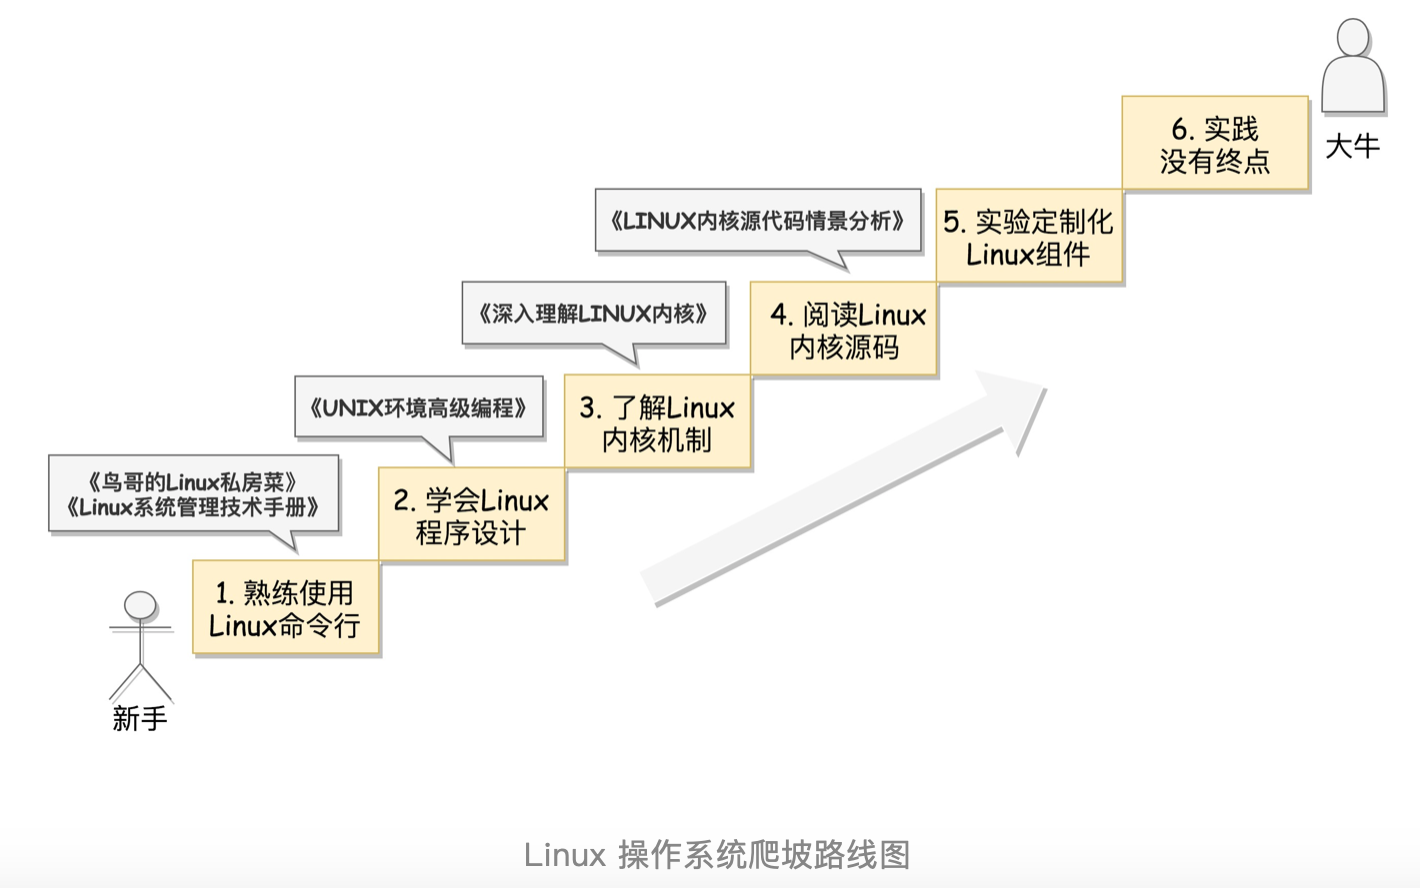 大牛
6. 实践
没有终点
《LINUX内核源代码情景分析》
5. 实验定制化
Linux组件
《深入理解LINUX内核》
4. 阅读Linux
内核源码
《UNIX环境高级编程》
3. 了解Linux
内核机制
《鸟哥的Linux私房菜》
《Linux系统管理技术手册》
2. 学会Linux
程序设计
1. 熟练使用
Linux命令行
新手
Linux 操作系统爬坡路线图